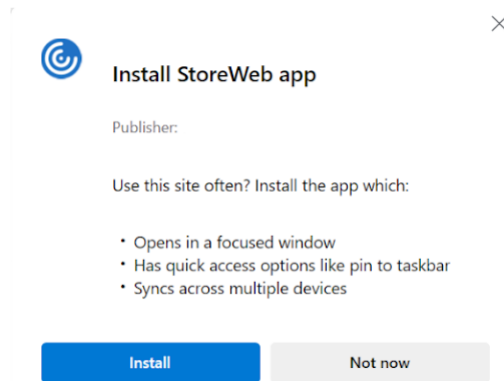 Install StoreWeb app
Publisher:
Use this site often? Install the app which:
• Opens in a focused window
• Has quick access options like pin to taskbar
• Syncs across multiple devices
Install
Not now